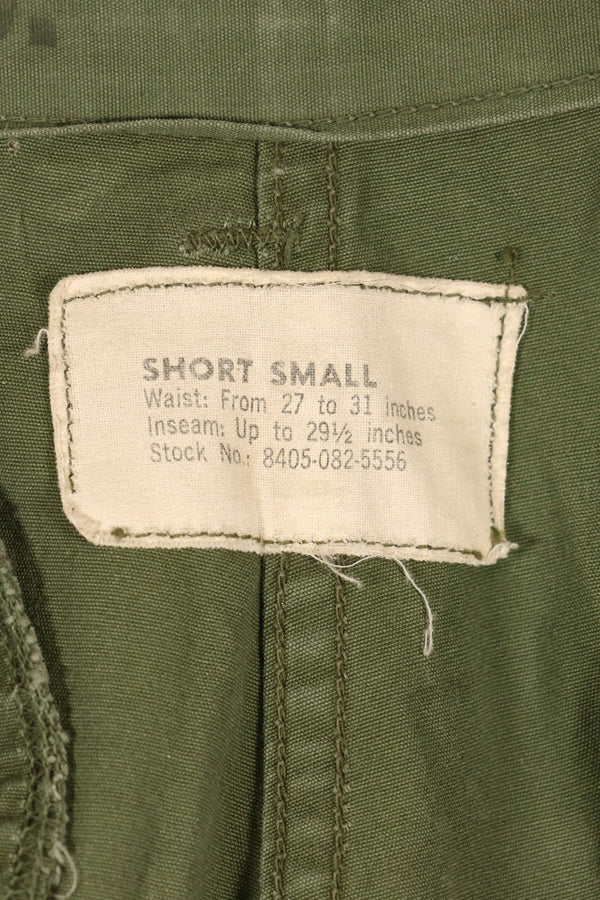 SHORT SMALL
Waist: From 27 to 31 inches
Inseam: Up to 29½ inches
Stock No.: 8405-082-5556